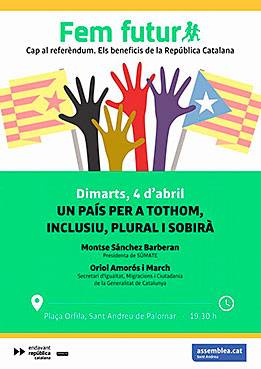 Fem futur
Cap al referèndum. Els beneficis de la República Catalana
Dimarts, 4 d'abril
UN PAÍS PER A TOTHOM,
INCLUSIU, PLURAL I SOBIRÀ
Montse Sánchez Barberan
Presidenta de SÚMATE
Oriol Amorós i March
Secretari d'Igualtat, Migracions i Ciutadania
de la Generalitat de Catalunya
Plaça Orfila, Sant Andreu de Palomar
19.30 h
endavant
república
catalana
assemblea.cat
Sant Andreu